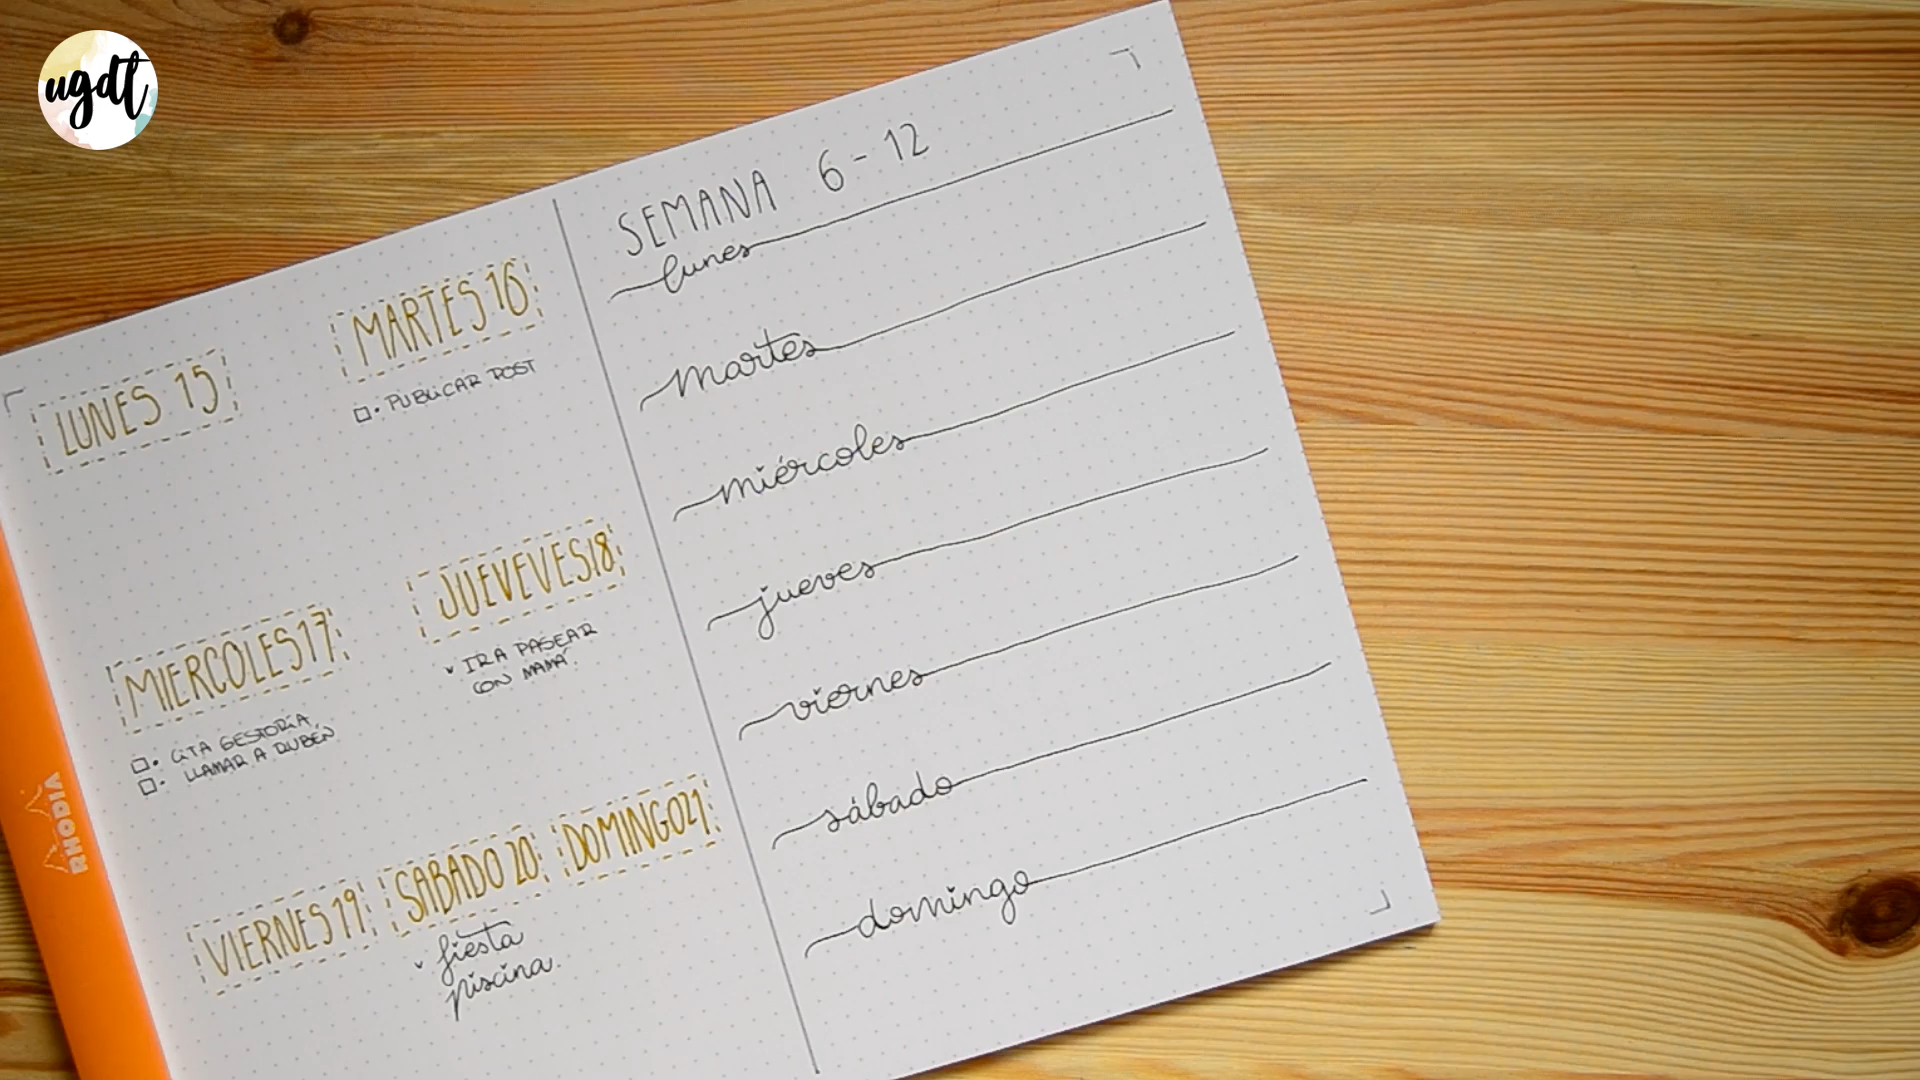 ugdt
LUNES 15
MARTES 16
□• PUBLICAR POST
MIERCOLES 17
□• CITA GESTORÍA
□• LLAMAR A RUBÉN
JUEVEVES 18
˅ IR A PASEAR
CON MAMÁ.
VIERNES 19
SABADO 20
˅ fiesta
piscina.
DOMINGO 21
SEMANA 6 - 12
lunes
martes
miércoles
jueves
viernes
sábado
domingo
RHODIA